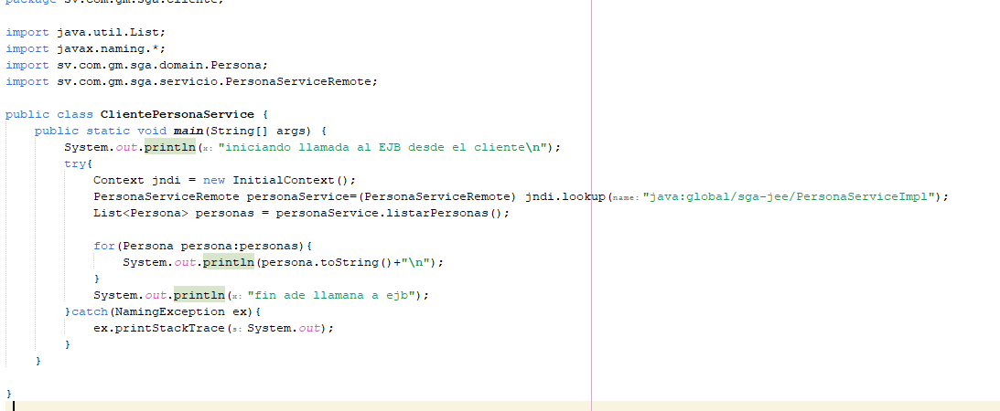 package sv.com.gm.sga.cliente;
import java.util.List;
import javax.naming.*;
import sv.com.gm.sga.domain.Persona;
import sv.com.gm.sga.servicio.PersonaServiceRemote;
public class ClientePersonaService {
public static void main(String[] args) {
System.out.println(x: "iniciando llamada al EJB desde el cliente\n");
try{
Context jndi = new InitialContext();
PersonaServiceRemote personaService=(PersonaServiceRemote) jndi.lookup(name: "java:global/sga-jee/PersonaServiceImpl");
List<Persona> personas = personaService.listarPersonas();
for(Persona persona:personas){
System.out.println(persona.toString()+"\n");
}
System.out.println(x: "fin ade llamana a ejb");
}catch(NamingException ex){
ex.printStackTrace(s: System.out);
}
}
}